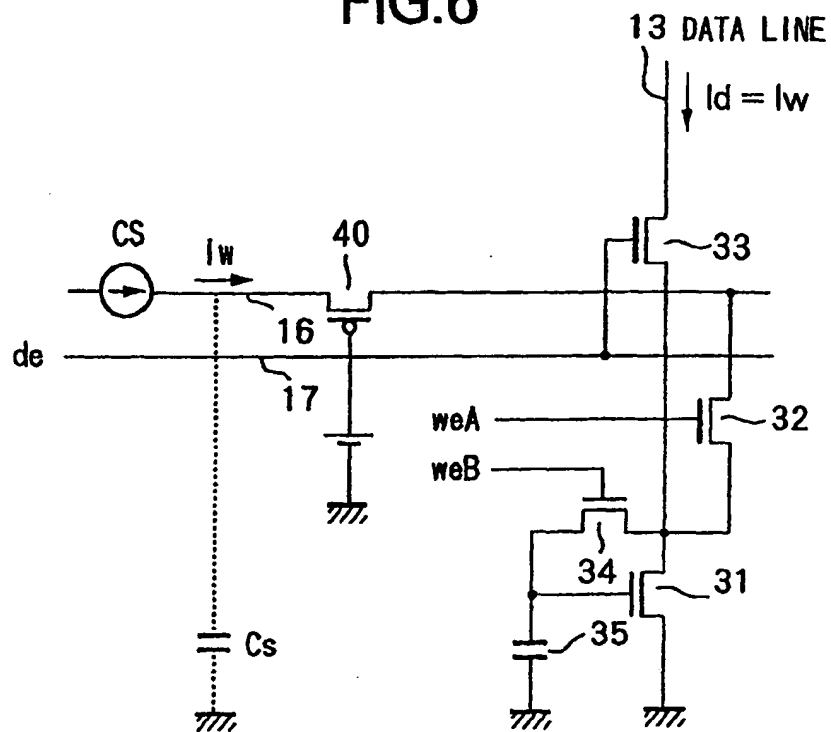 FIG.6
13 DATA LINE
Id = Iw
CS
Iw
40
33
16
de
17
weA
32
weB
34
31
35
Cs